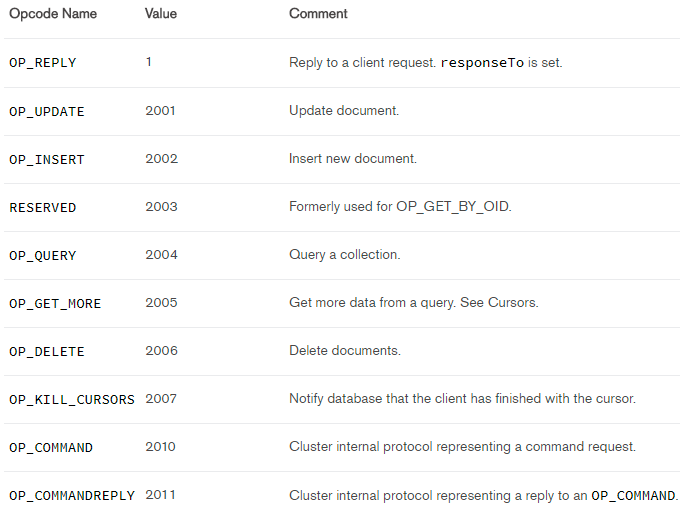 Opcode Name Value Comment
OP_REPLY 1 Reply to a client request. responseTo is set.
OP_UPDATE 2001 Update document.
OP_INSERT 2002 Insert new document.
RESERVED 2003 Formerly used for OP_GET_BY_OID.
OP_QUERY 2004 Query a collection.
OP_GET_MORE 2005 Get more data from a query. See Cursors.
OP_DELETE 2006 Delete documents.
OP_KILL_CURSORS 2007 Notify database that the client has finished with the cursor.
OP_COMMAND 2010 Cluster internal protocol representing a command request.
OP_COMMANDREPLY 2011 Cluster internal protocol representing a reply to an OP_COMMAND.